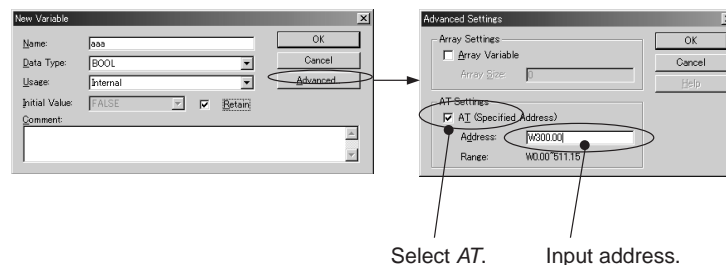 New Variable
Name: aaa
Data Type: BOOL
Usage: Internal
Initial Value: FALSE Retain
Comment:
OK
Cancel
Advanced
Advanced Settings
Array Settings
Array Variable
Array Size: 0
AT Settings
AT (Specified Address)
Address: W300.00
Range: W0.00~511.15
OK
Cancel
Help
Select AT.
Input address.